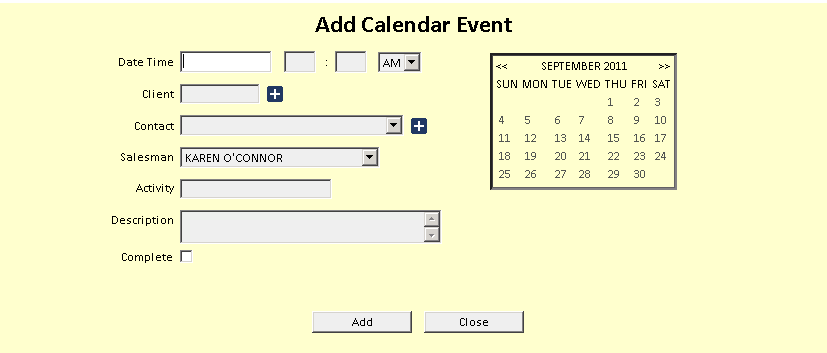 Add Calendar Event
Date Time : AM
Client
Contact
Salesman KAREN O'CONNOR
Activity
Description
Complete
<< SEPTEMBER 2011 >>
SUN MON TUE WED THU FRI SAT
1 2 3
4 5 6 7 8 9 10
11 12 13 14 15 16 17
18 19 20 21 22 23 24
25 26 27 28 29 30
Add Close